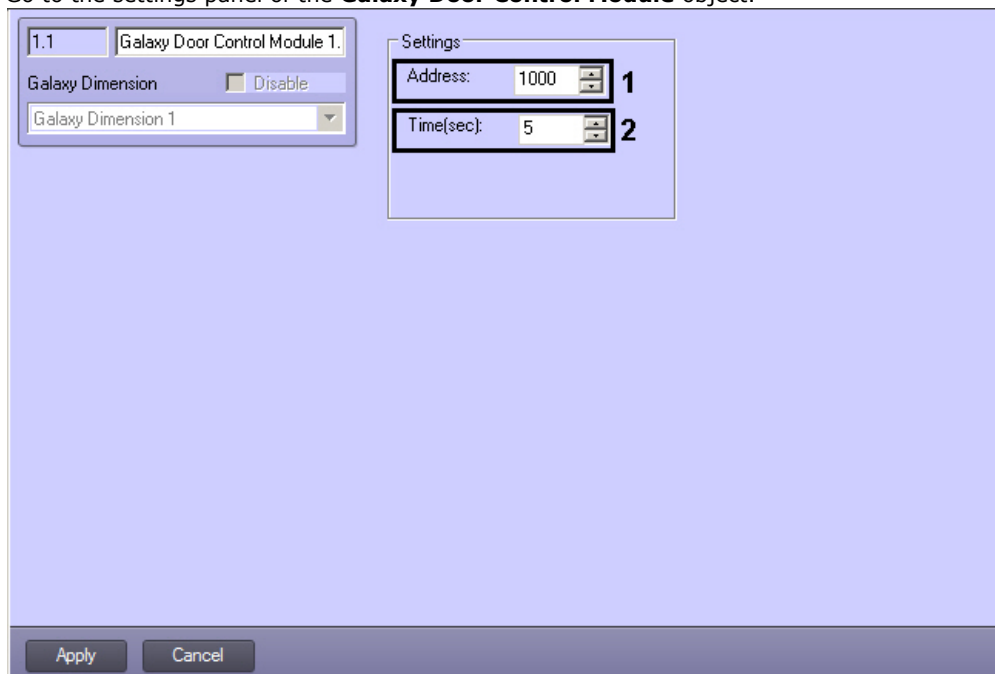 Go to the settings panel of the Galaxy Door Control Module object.
1.1 Galaxy Door Control Module 1.
Galaxy Dimension Disable
Galaxy Dimension 1
Settings
Address: 1000 1
Time(sec): 5 2
Apply Cancel